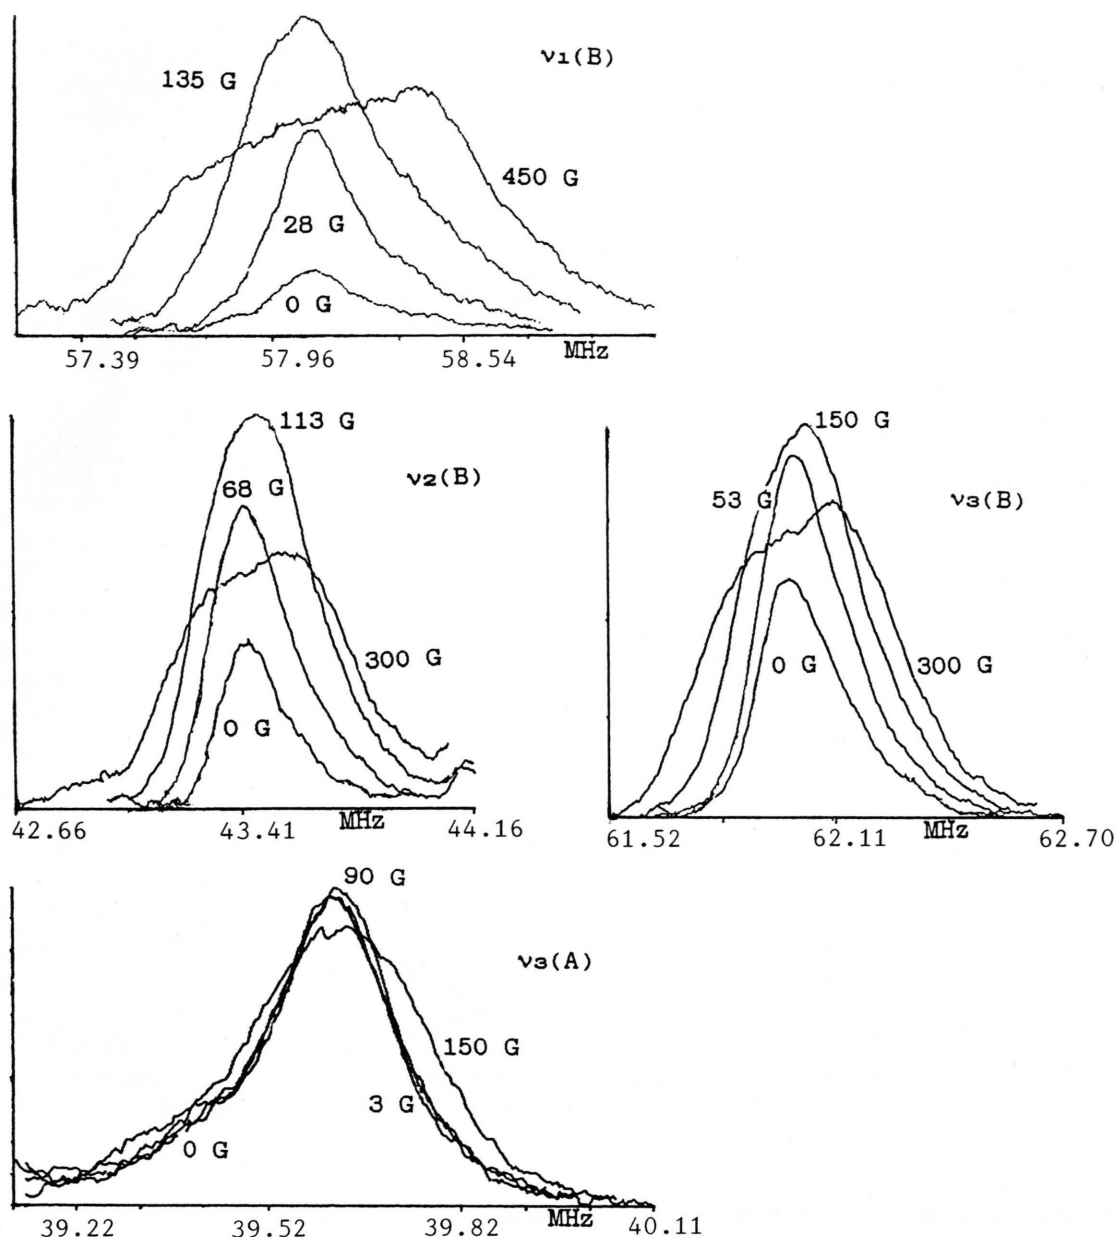 ν1(B)
135 G
450 G
28 G
0 G
57.39 57.96 58.54 MHz
113 G
ν2(B)
68 G
300 G
0 G
42.66 43.41 MHz 44.16
150 G
53 G
ν3(B)
0 G
300 G
61.52 62.11 MHz 62.70
90 G
ν3(A)
150 G
3 G
0 G
39.22 39.52 39.82 MHz 40.11